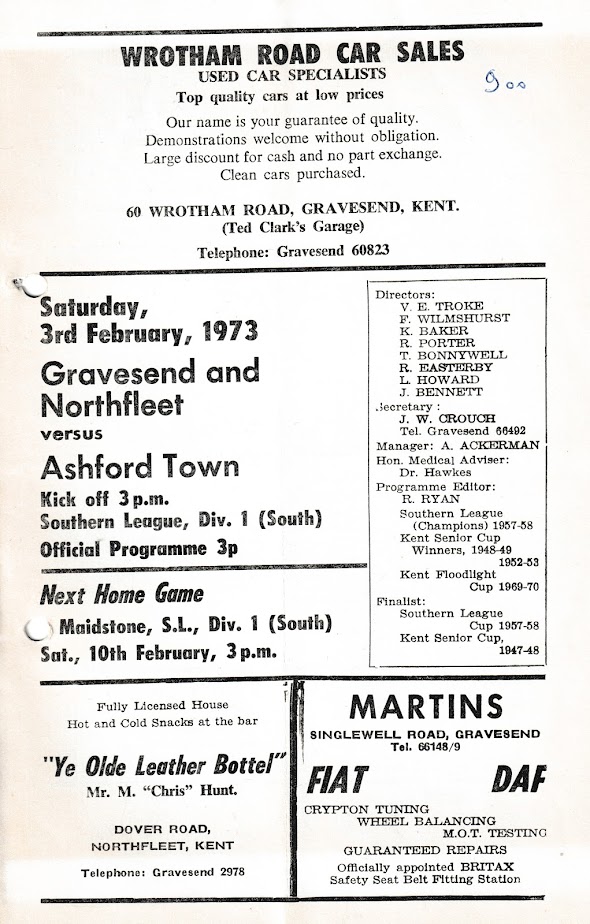 WROTHAM ROAD CAR SALES
USED CAR SPECIALISTS
Top quality cars at low prices
900
Our name is your guarantee of quality.
Demonstrations welcome without obligation.
Large discount for cash and no part exchange.
Clean cars purchased.
60 WROTHAM ROAD, GRAVESEND, KENT.
(Ted Clark's Garage)
Telephone: Gravesend 60823
Saturday,
3rd February, 1973
Gravesend and
Northfleet
versus
Ashford Town
Kick off 3 p.m.
Southern League, Div. 1 (South)
Official Programme 3p
Next Home Game
Maidstone, S.L., Div. 1 (South)
Sat., 10th February, 3 p.m.
Directors:
V. E. TROKE
F. WILMSHURST
K. BAKER
R. PORTER
T. BONNYWELL
R. EASTERBY
L. HOWARD
J. BENNETT
Secretary :
J. W. CROUCH
Tel. Gravesend 66492
Manager: A. ACKERMAN
Hon. Medical Adviser:
Dr. Hawkes
Programme Editor:
R. RYAN
Southern League
(Champions) 1957-58
Kent Senior Cup
Winners, 1948-49
1952-53
Kent Floodlight
Cup 1969-70
Finalist:
Southern League
Cup 1957-58
Kent Senior Cup,
1947-48
Fully Licensed House
Hot and Cold Snacks at the bar
"Ye Olde Leather Bottel"
Mr. M. "Chris" Hunt.
DOVER ROAD,
NORTHFLEET, KENT
Telephone: Gravesend 2978
MARTINS
SINGLEWELL ROAD, GRAVESEND
Tel. 66148/9
FIAT DAF
CRYPTON TUNING
WHEEL BALANCING
M.O.T. TESTING
GUARANTEED REPAIRS
Officially appointed BRITAX
Safety Seat Belt Fitting Station